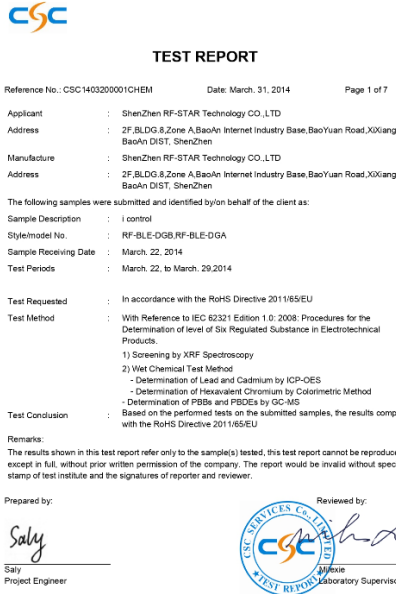 CSC
TEST REPORT
Reference No.: CSC1403200001CHEM Date: March. 31, 2014 Page 1 of 7
Applicant : ShenZhen RF-STAR Technology CO.,LTD
Address : 2F,BLDG.8,Zone A,BaoAn Internet Industry Base,BaoYuan Road,XiXiang
BaoAn DIST, ShenZhen
Manufacture : ShenZhen RF-STAR Technology CO.,LTD
Address : 2F,BLDG.8,Zone A,BaoAn Internet Industry Base,BaoYuan Road,XiXiang
BaoAn DIST, ShenZhen
The following samples were submitted and identified by/on behalf of the client as:
Sample Description : i control
Style/model No. : RF-BLE-DGB,RF-BLE-DGA
Sample Receiving Date : March. 22, 2014
Test Periods : March. 22, to March. 29,2014
Test Requested : In accordance with the RoHS Directive 2011/65/EU
Test Method : With Reference to IEC 62321 Edition 1.0: 2008: Procedures for the
Determination of level of Six Regulated Substance in Electrotechnical
Products.
1) Screening by XRF Spectroscopy
2) Wet Chemical Test Method
- Determination of Lead and Cadmium by ICP-OES
- Determination of Hexavalent Chromium by Colorimetric Method
- Determination of PBBs and PBDEs by GC-MS
Test Conclusion : Based on the performed tests on the submitted samples, the results comp
with the RoHS Directive 2011/65/EU
Remarks:
The results shown in this test report refer only to the sample(s) tested, this test report cannot be reproduce
except in full, without prior written permission of the company. The report would be invalid without spec
stamp of test institute and the signatures of reporter and reviewer.
Prepared by: Reviewed by:
Saly
CSC SERVICES Co., LIMITED
CSC
TEST REPORT
Saly
Project Engineer Laboratory Superviso